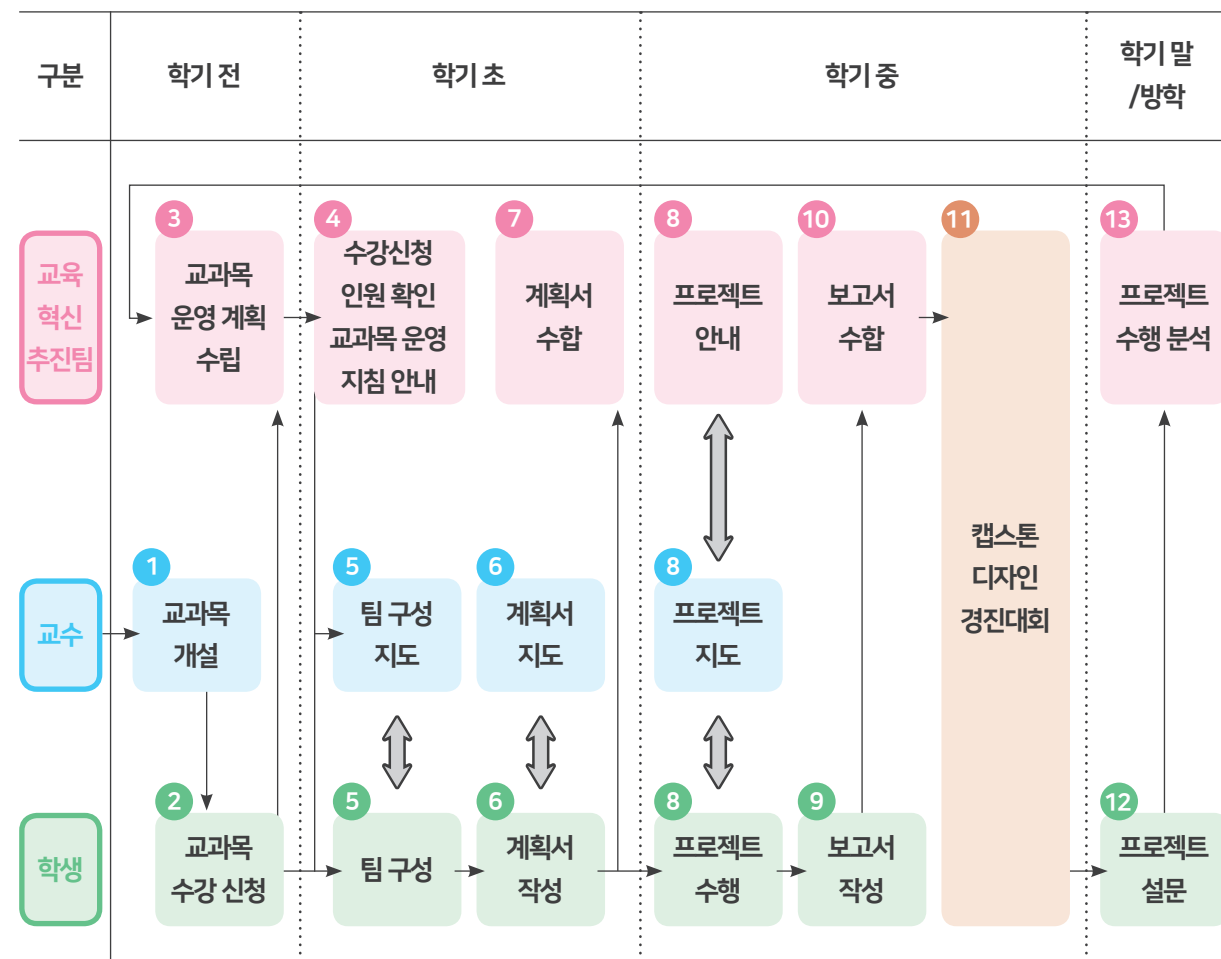 구분
학기 전
학기 초
학기 중
학기 말
/방학
교육
혁신
추진팀
3
교과목
운영 계획
수립
4
수강신청
인원 확인
교과목 운영
지침 안내
7
계획서
수합
8
프로젝트
안내
10
보고서
수합
11
캡스톤
디자인
경진대회
13
프로젝트
수행 분석
교수
1
교과목
개설
5
팀 구성
지도
6
계획서
지도
8
프로젝트
지도
학생
2
교과목
수강 신청
5
팀 구성
6
계획서
작성
8
프로젝트
수행
9
보고서
작성
12
프로젝트
설문